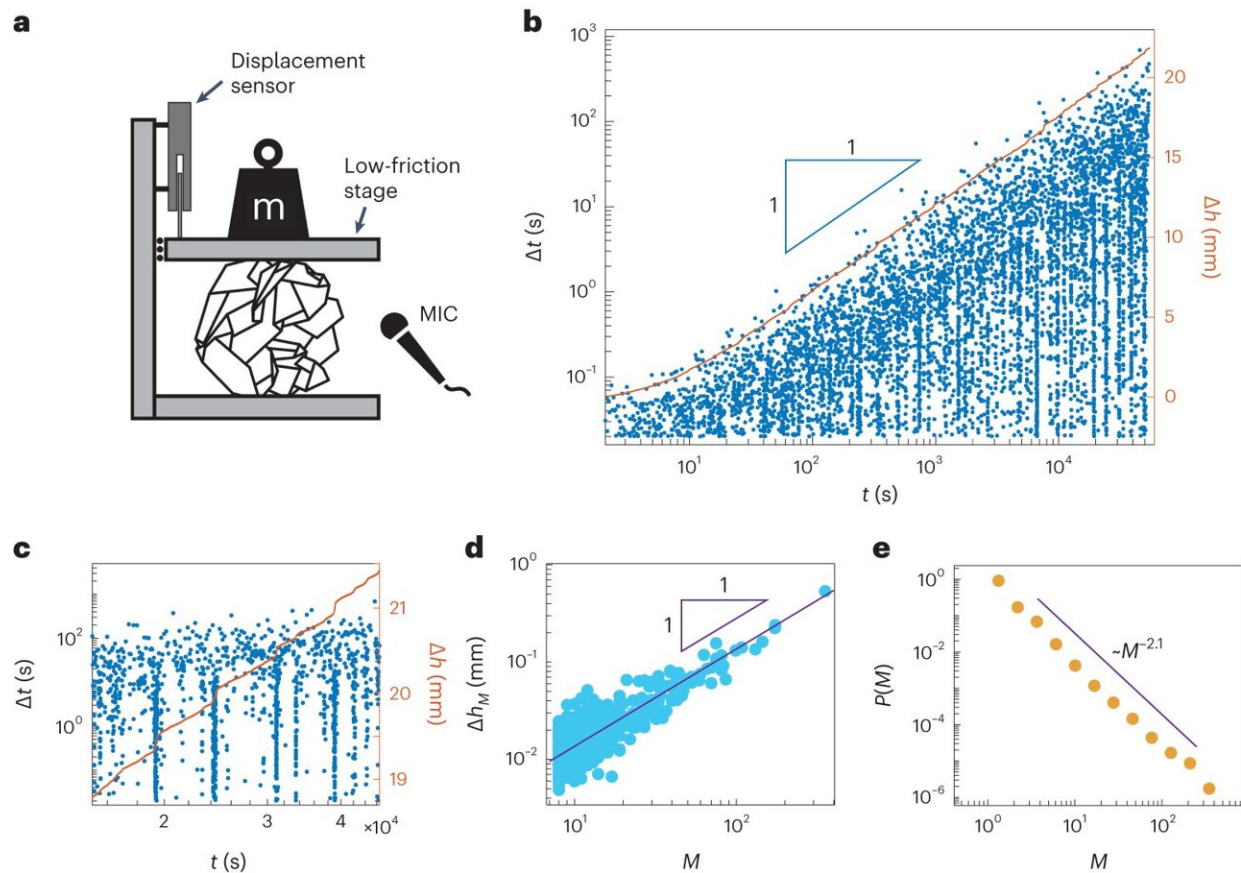 a
Displacement
sensor
Low-friction
stage
m
MIC
b
10³
10²
10¹
10⁰
10⁻¹
Δt (s)
1
1
20
15
10
5
0
Δh (mm)
10¹
10²
10³
10⁴
t (s)
c
10²
10⁰
Δt (s)
21
20
19
Δh (mm)
2
3
4
×10⁴
t (s)
d
10⁰
10⁻¹
10⁻²
Δh_M (mm)
1
1
10¹
10²
M
e
10⁰
10⁻²
10⁻⁴
10⁻⁶
P(M)
~M⁻²·¹
10⁰
10¹
10²
M